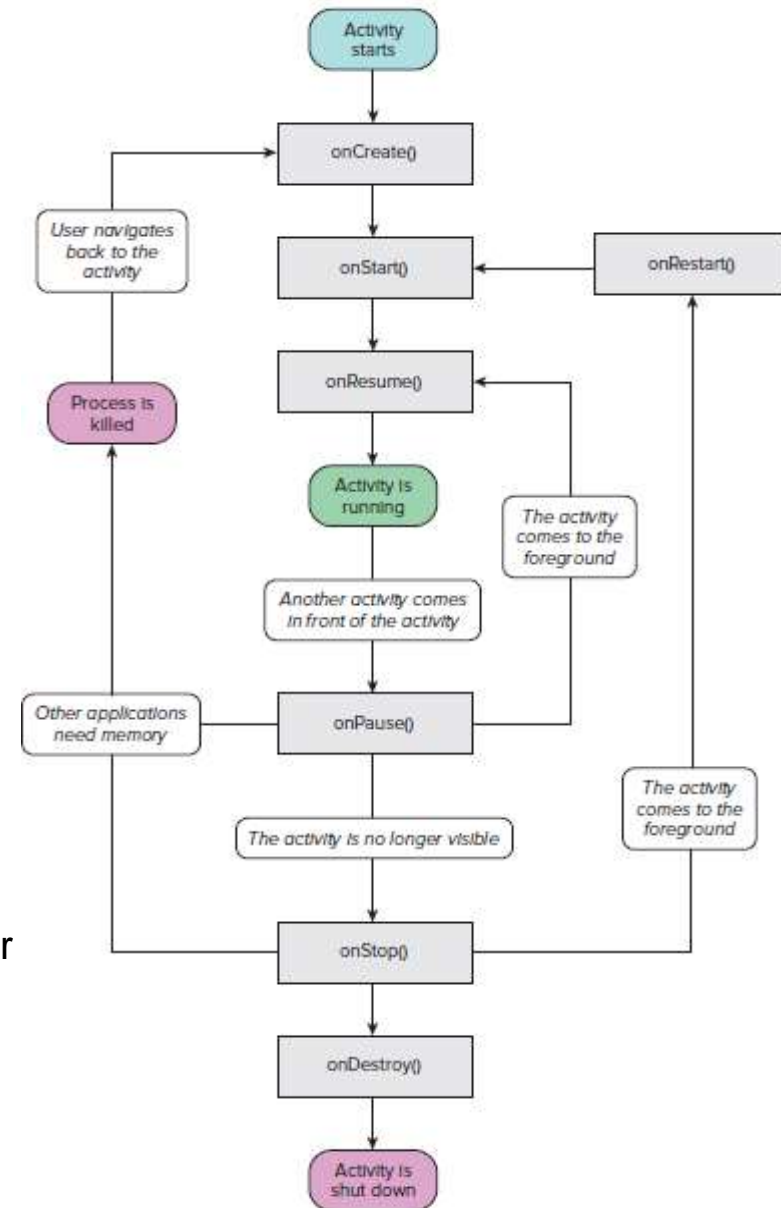 Activity
starts
onCreate()
User navigates
back to the
activity
onStart()
onRestart()
onResume()
Process is
killed
Activity is
running
The activity
comes to the
foreground
Another activity comes
in front of the activity
Other applications
need memory
onPause()
The activity
comes to the
foreground
The activity is no longer visible
r
onStop()
onDestroy()
Activity is
shut down